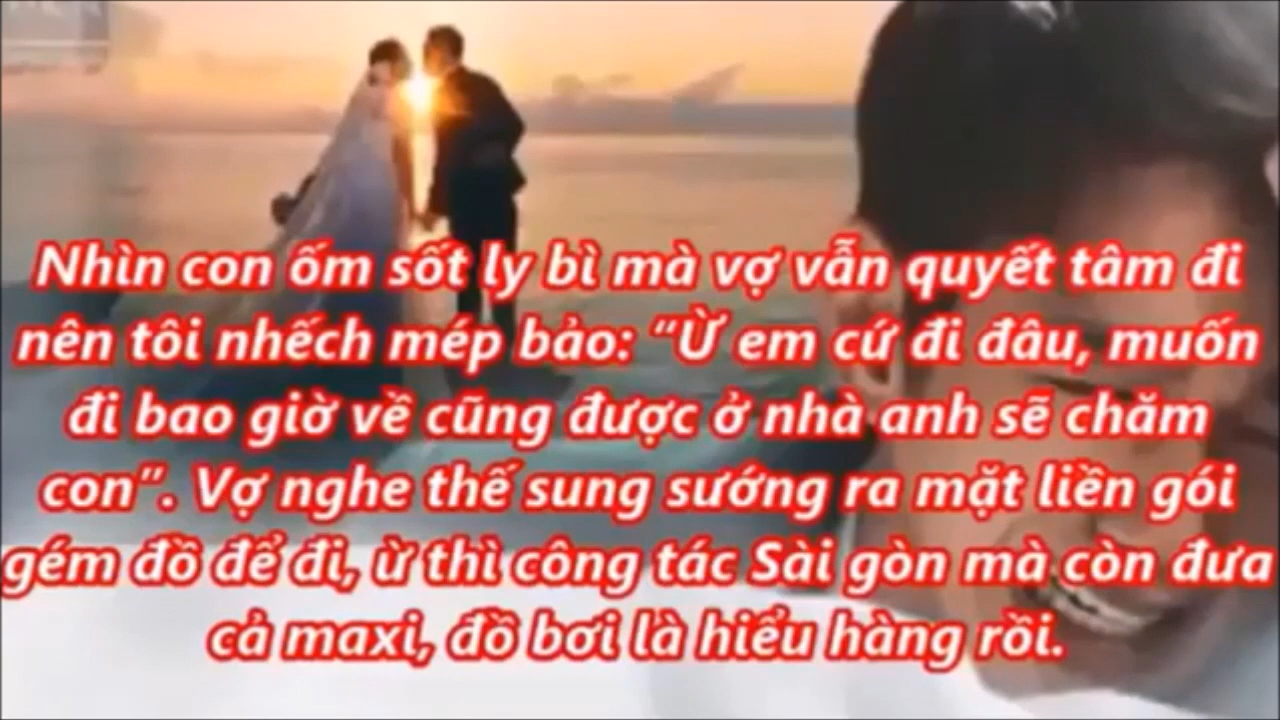 Nhìn con ốm sốt ly bì mà vợ vẫn quyết tâm đi
nên tôi nhếch mép bảo: “Ừ em cứ đi đâu, muốn
đi bao giờ về cũng được ở nhà anh sẽ chăm
con”. Vợ nghe thế sung sướng ra mặt liền gói
gém đồ để đi, ừ thì công tác Sài gòn mà còn đưa
cả maxi, đồ bơi là hiểu hàng rồi.